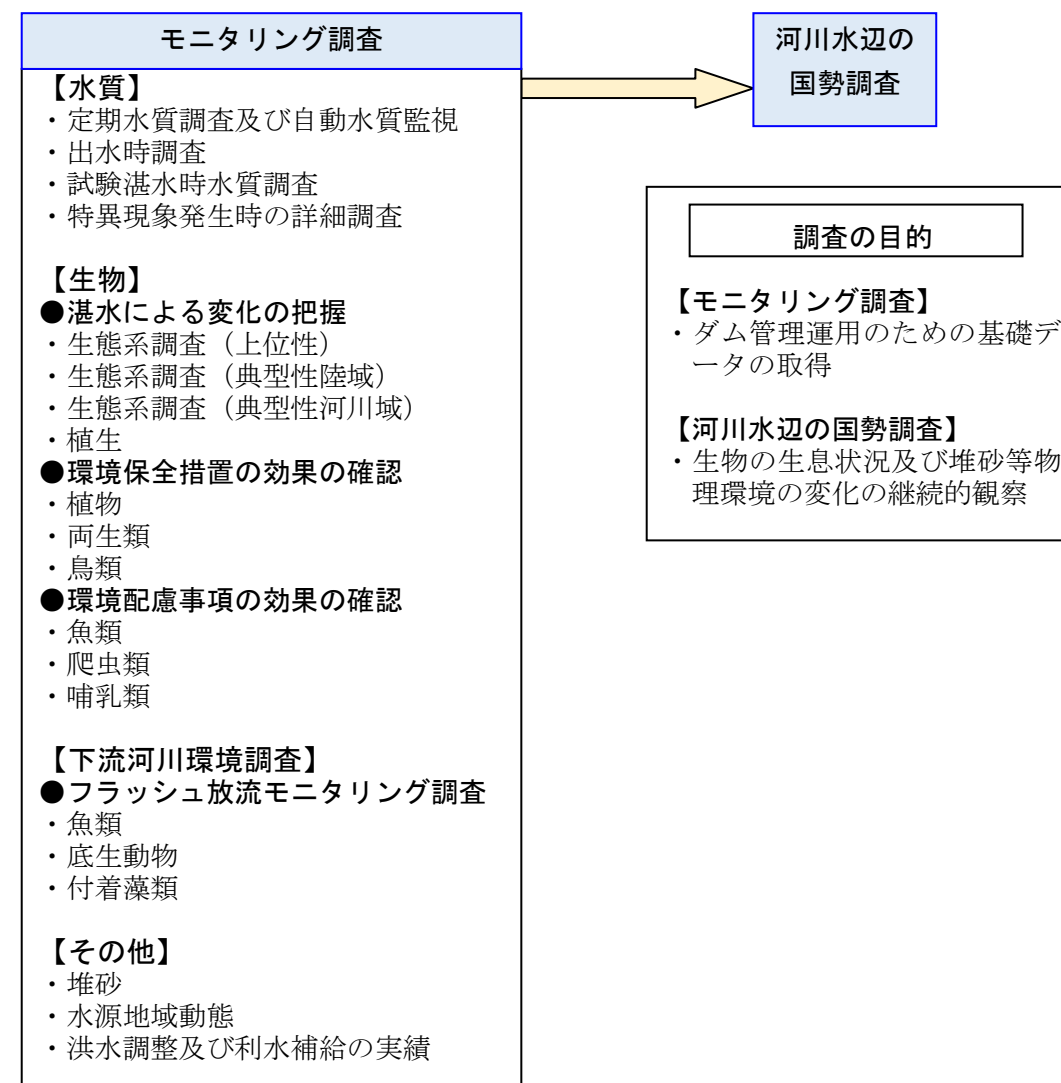 モニタリング調査
【水質】
・定期水質調査及び自動水質監視
・出水時調査
・試験湛水時水質調査
・特異現象発生時の詳細調査
【生物】
●湛水による変化の把握
・生態系調査（上位性）
・生態系調査（典型性陸域）
・生態系調査（典型性河川域）
・植生
●環境保全措置の効果の確認
・植物
・両生類
・鳥類
●環境配慮事項の効果の確認
・魚類
・爬虫類
・哺乳類
【下流河川環境調査】
●フラッシュ放流モニタリング調査
・魚類
・底生動物
・付着藻類
【その他】
・堆砂
・水源地域動態
・洪水調整及び利水補給の実績
河川水辺の
国勢調査
調査の目的
【モニタリング調査】
・ダム管理運用のための基礎デ
ータの取得
【河川水辺の国勢調査】
・生物の生息状況及び堆砂等物
理環境の変化の継続的観察